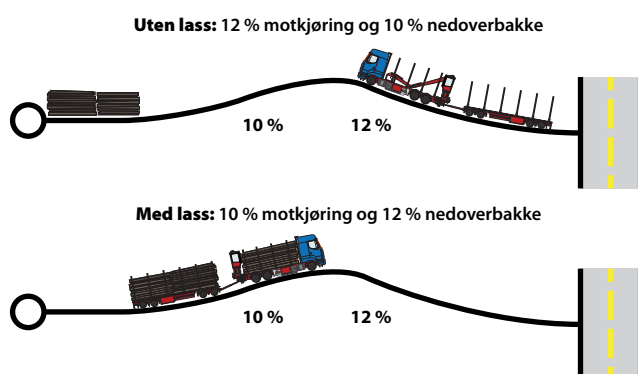 Uten lass: 12 % motkjøring og 10 % nedoverbakke
10 % 12 %
Med lass: 10 % motkjøring og 12 % nedoverbakke
10 % 12 %